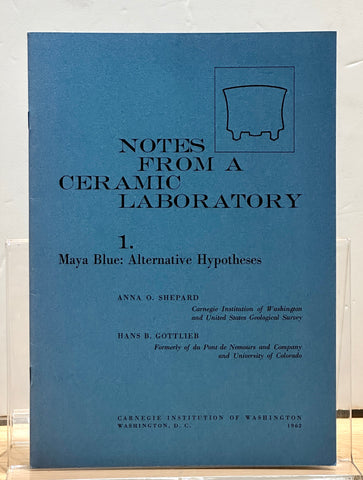 NOTES
FROM A
CERAMIC
LABORATORY
1.
Maya Blue: Alternative Hypotheses
ANNA O. SHEPARD
Carnegie Institution of Washington
and United States Geological Survey
HANS B. GOTTLIEB
Formerly of du Pont de Nemours and Company
and University of Colorado
CARNEGIE INSTITUTION OF WASHINGTON
WASHINGTON, D. C. 1962